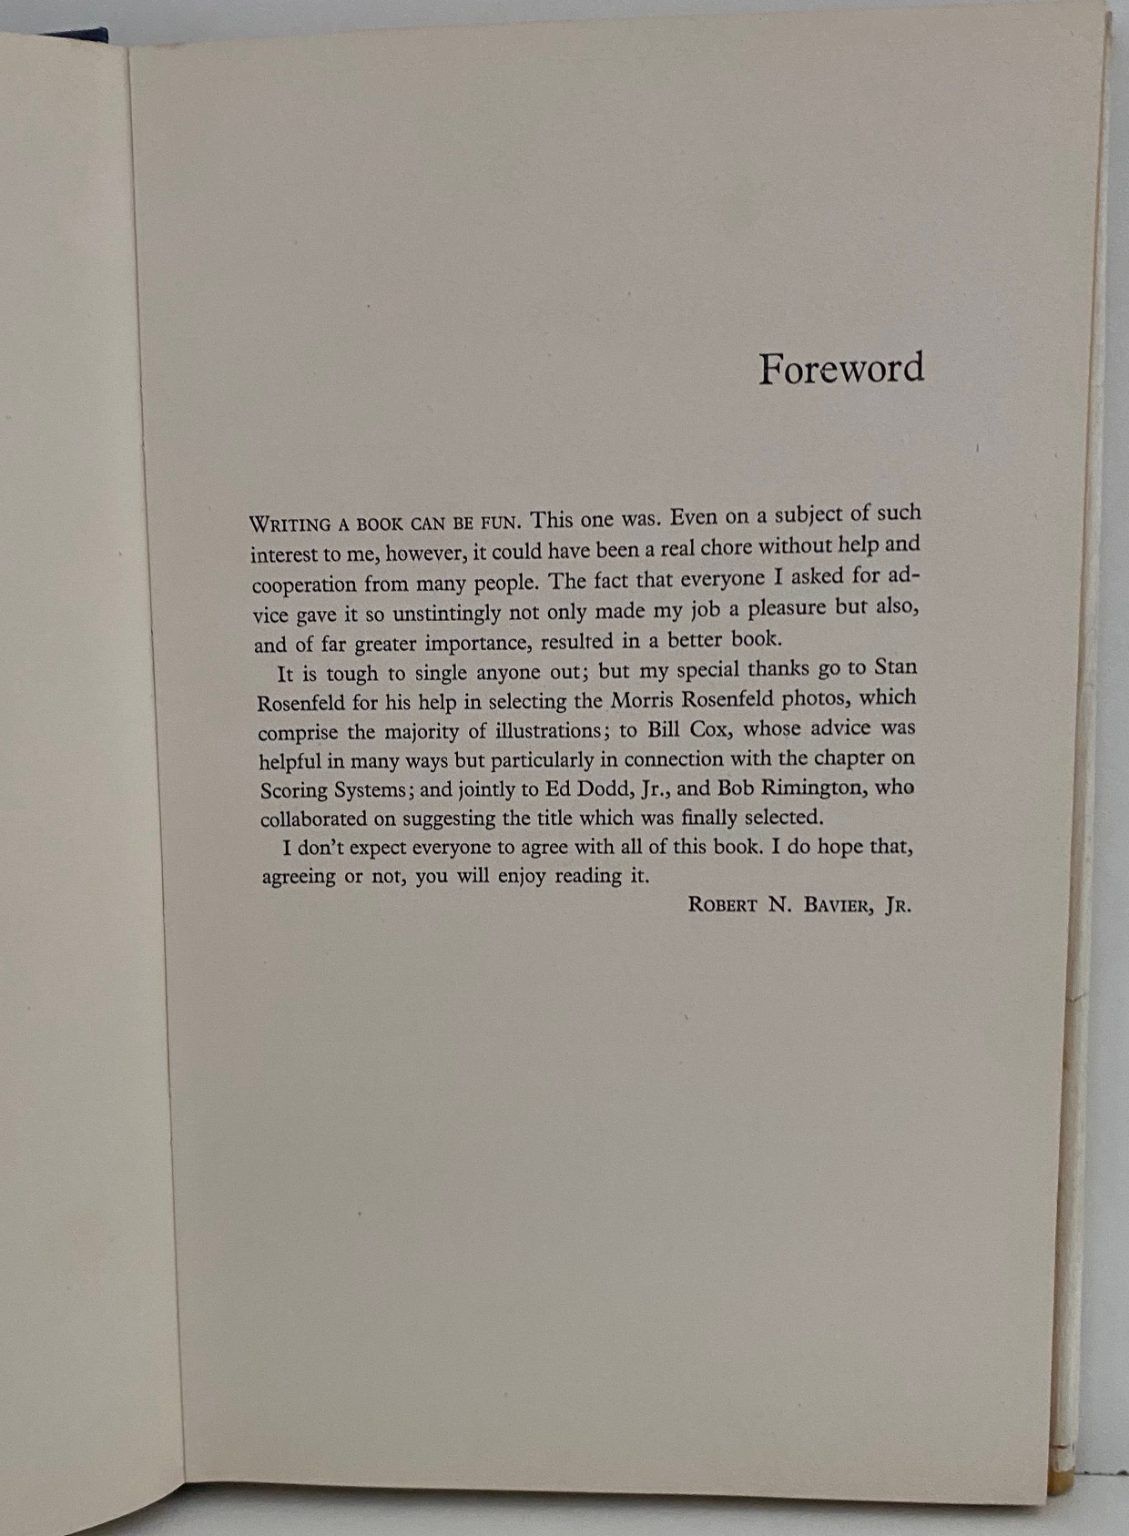 Foreword
WRITING A BOOK CAN BE FUN. This one was. Even on a subject of such
interest to me, however, it could have been a real chore without help and
cooperation from many people. The fact that everyone I asked for ad-
vice gave it so unstintingly not only made my job a pleasure but also,
and of far greater importance, resulted in a better book.
It is tough to single anyone out; but my special thanks go to Stan
Rosenfeld for his help in selecting the Morris Rosenfeld photos, which
comprise the majority of illustrations; to Bill Cox, whose advice was
helpful in many ways but particularly in connection with the chapter on
Scoring Systems; and jointly to Ed Dodd, Jr., and Bob Rimington, who
collaborated on suggesting the title which was finally selected.
I don't expect everyone to agree with all of this book. I do hope that,
agreeing or not, you will enjoy reading it.
ROBERT N. BAVIER, JR.